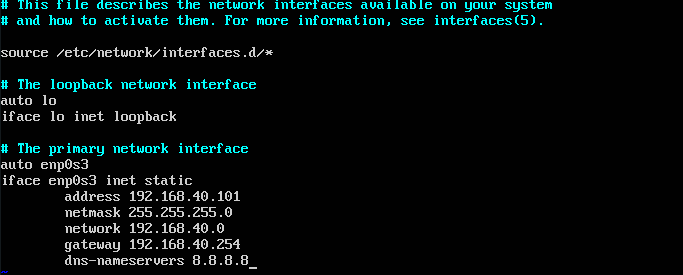 # This file describes the network interfaces available on your system
# and how to activate them. For more information, see interfaces(5).
source /etc/network/interfaces.d/*
# The loopback network interface
auto lo
iface lo inet loopback
# The primary network interface
auto enp0s3
iface enp0s3 inet static
address 192.168.40.101
netmask 255.255.255.0
network 192.168.40.0
gateway 192.168.40.254
dns-nameservers 8.8.8.8_
~